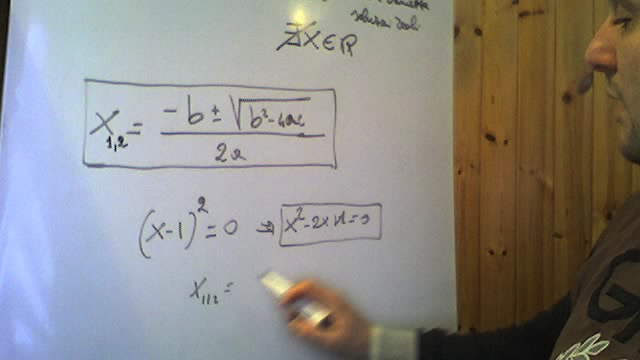 ∄ x ∈ ℝ
x₁,₂ = (-b ± √(b²-4ac)) / 2a
(x-1)² = 0 → x²-2x+1=0
x₁,₂ =